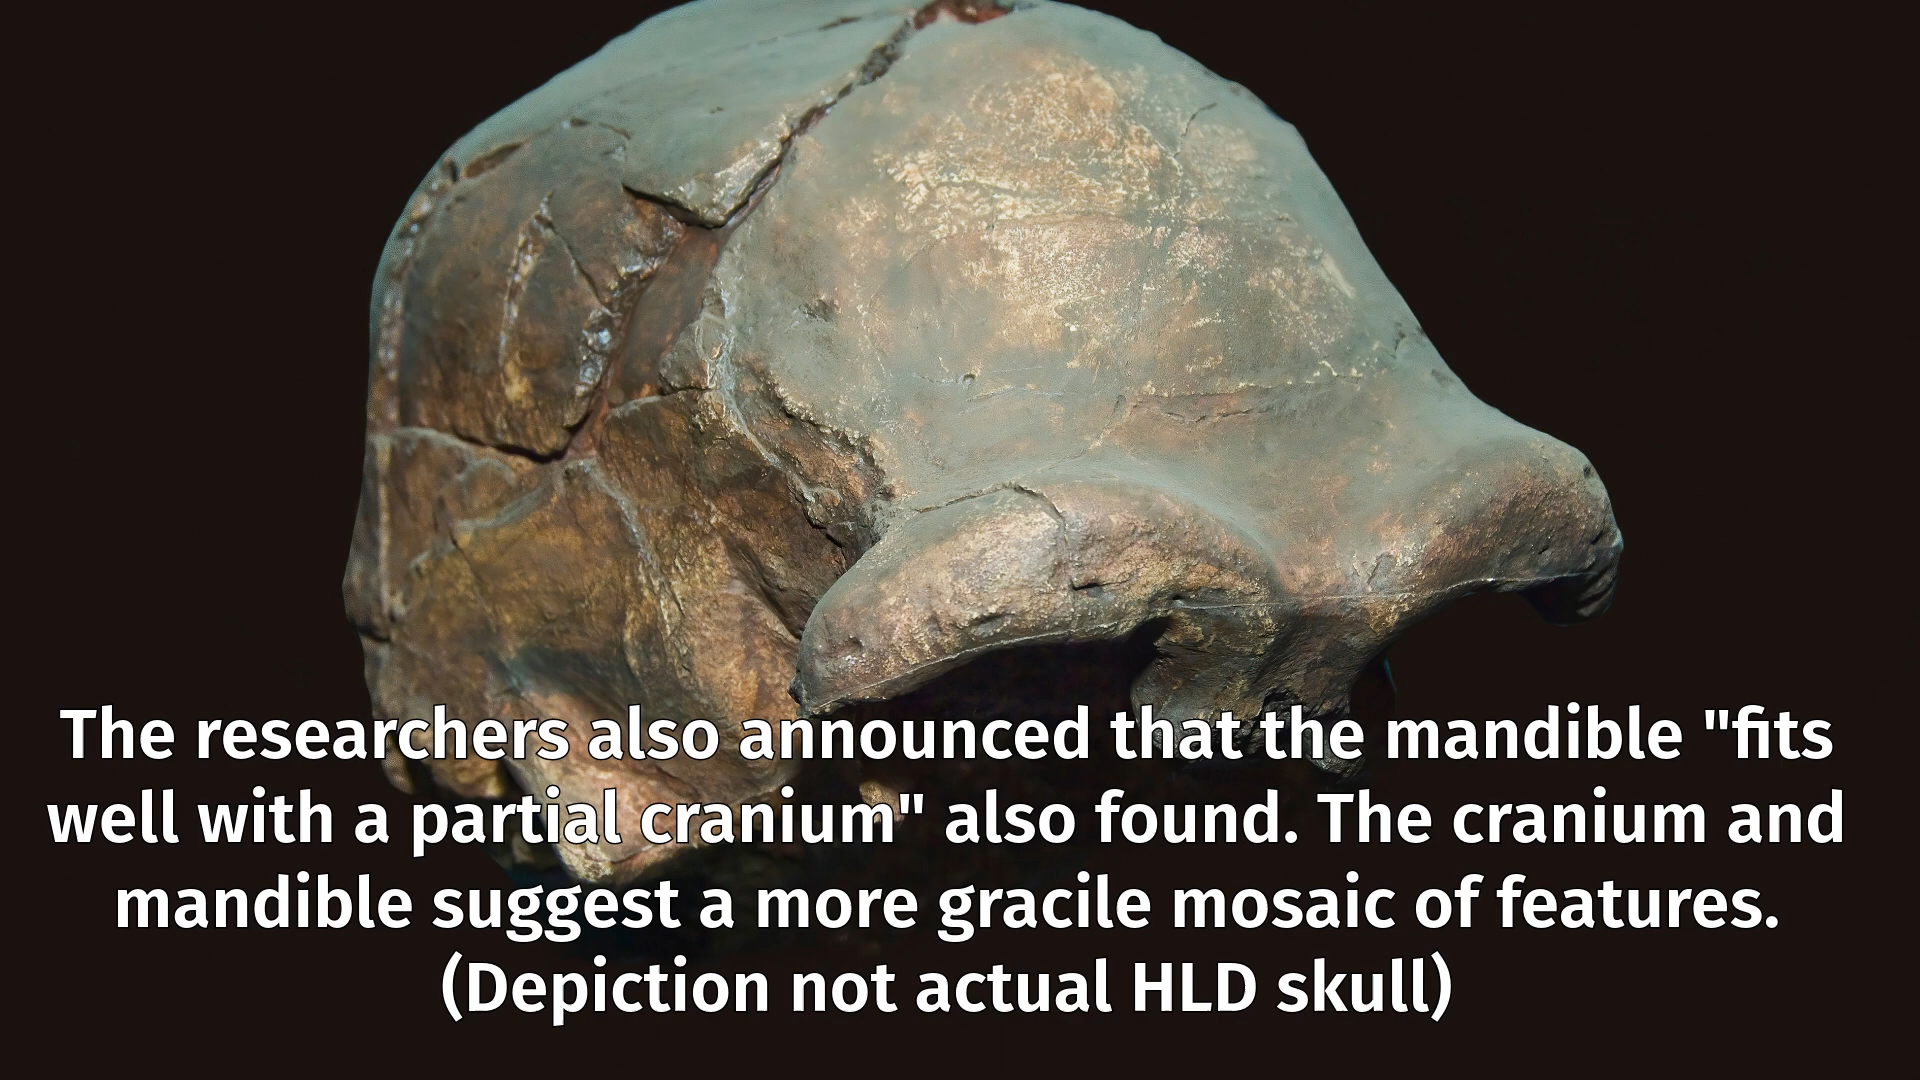 The researchers also announced that the mandible "fits
well with a partial cranium" also found. The cranium and
mandible suggest a more gracile mosaic of features.
(Depiction not actual HLD skull)